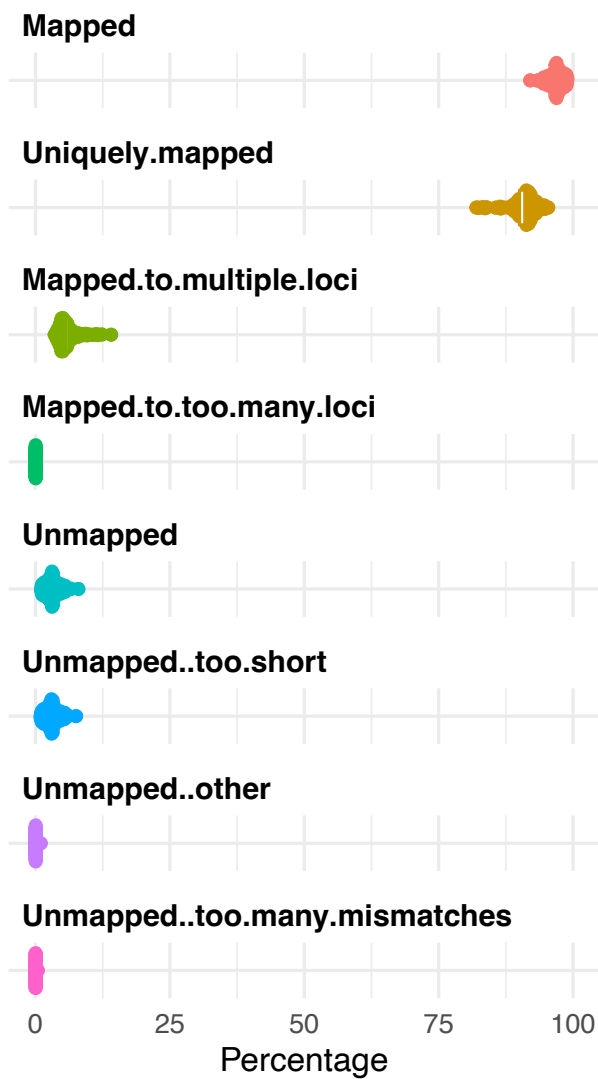 Mapped
Uniquely.mapped
Mapped.to.multiple.loci
Mapped.to.too.many.loci
Unmapped
Unmapped..too.short
Unmapped..other
Unmapped..too.many.mismatches
0 25 50 75 100
Percentage